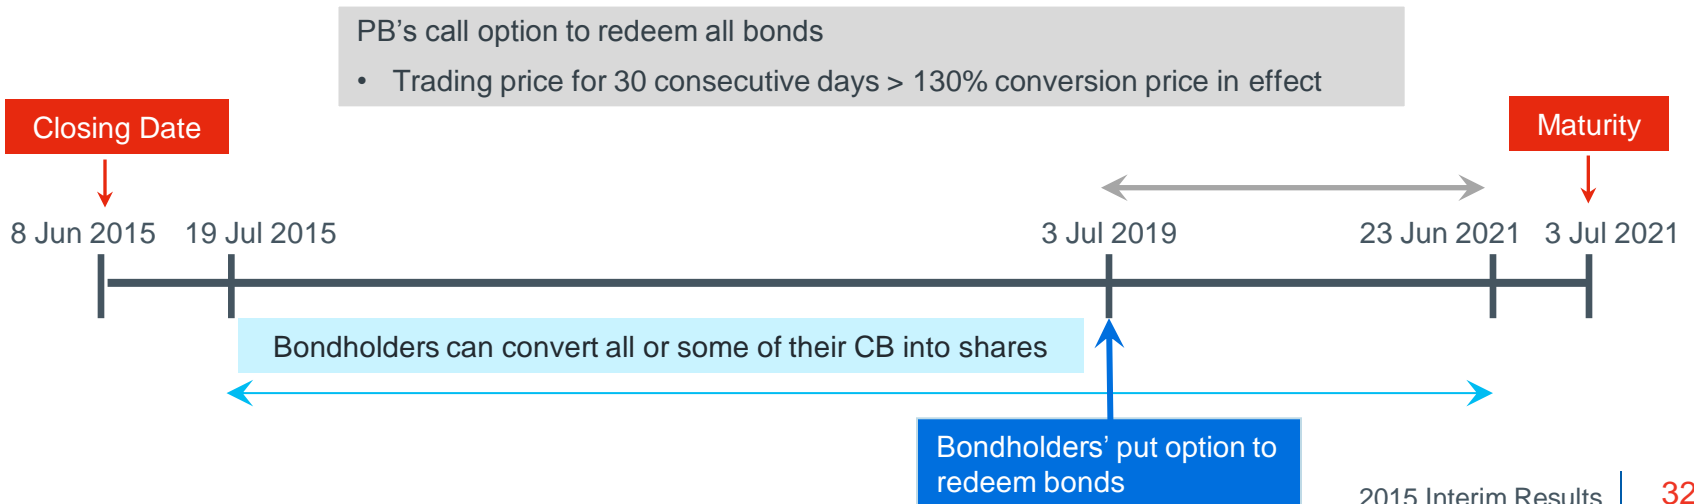 PB’s call option to redeem all bonds
• Trading price for 30 consecutive days > 130% conversion price in effect
Closing Date
Maturity
8 Jun 2015
19 Jul 2015
3 Jul 2019
23 Jun 2021
3 Jul 2021
Bondholders can convert all or some of their CB into shares
Bondholders’ put option to
redeem bonds
2015 Interim Results
32